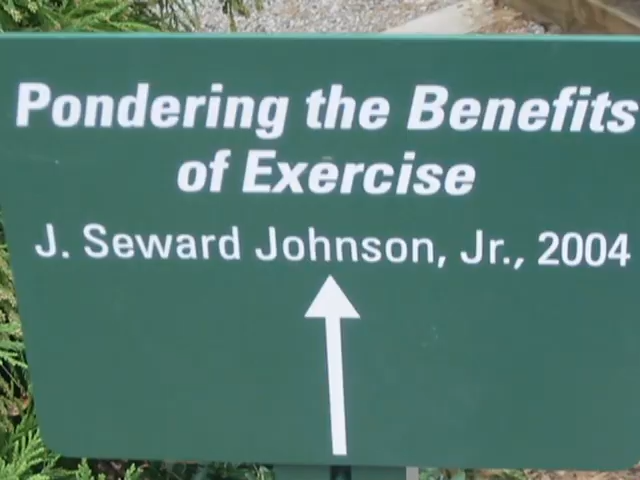 Pondering the Benefits
of Exercise
J. Seward Johnson, Jr., 2004